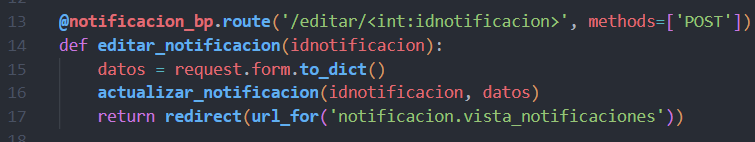 13 @notificacion_bp.route('/editar/<int:idnotificacion>', methods=['POST'])
14 def editar_notificacion(idnotificacion):
15     datos = request.form.to_dict()
16     actualizar_notificacion(idnotificacion, datos)
17     return redirect(url_for('notificacion.vista_notificaciones'))
18